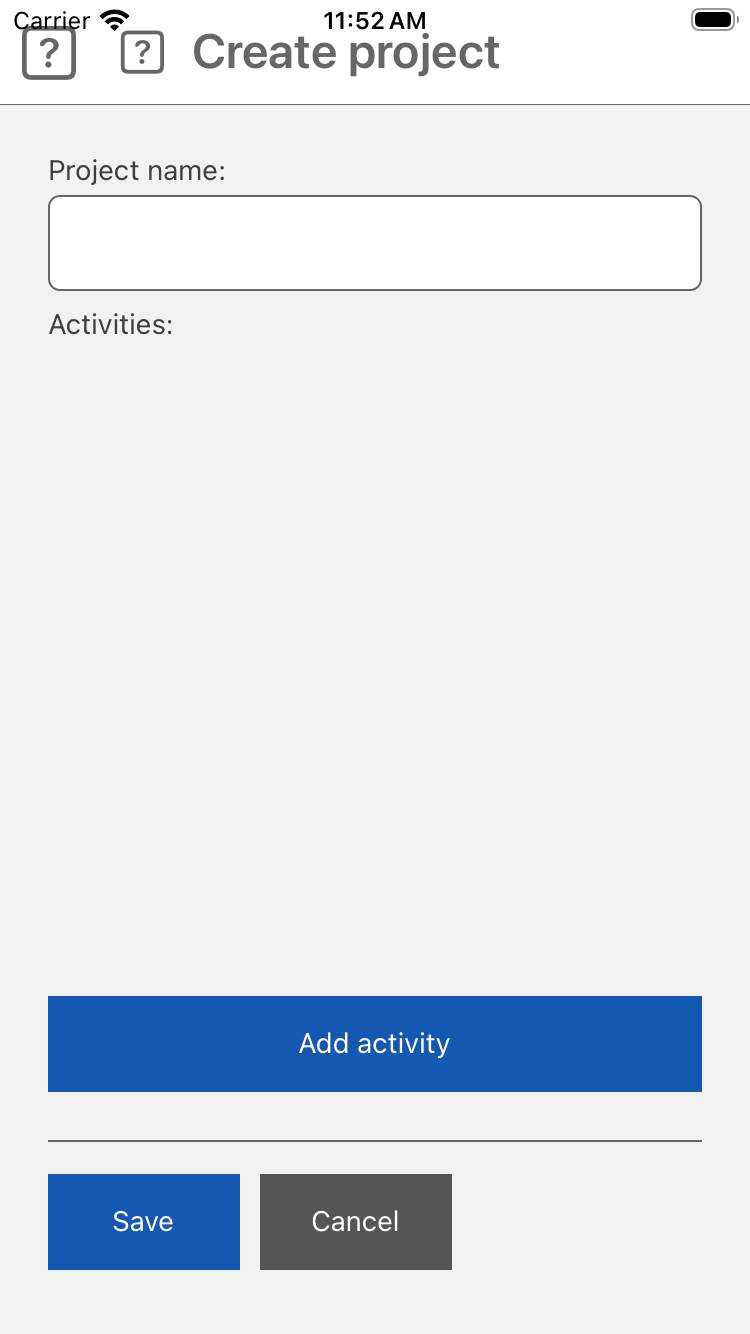 Carrier 11:52 AM
? ? Create project
Project name:
Activities:
Add activity
Save Cancel